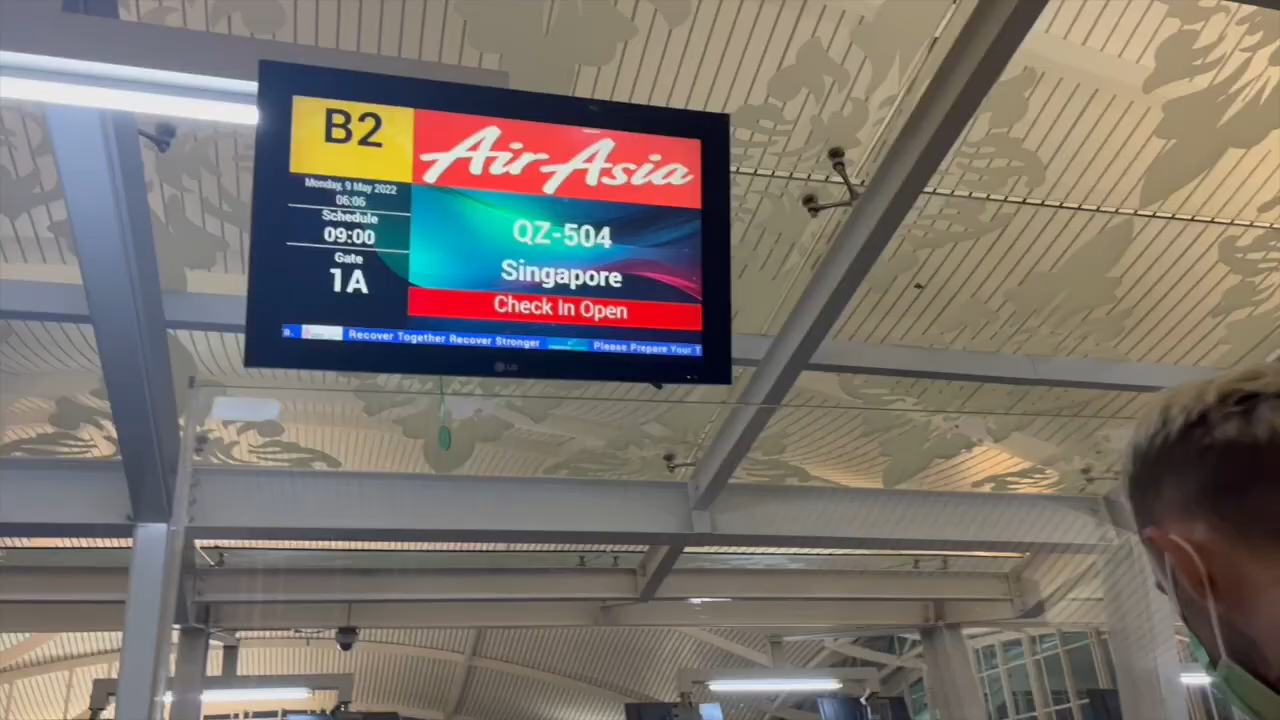 B2
AirAsia
Monday, 9 May 2022
06:06
Schedule
09:00
Gate
1A
QZ-504
Singapore
Check In Open
Recover Together Recover Stronger
Please Prepare Your T
LG